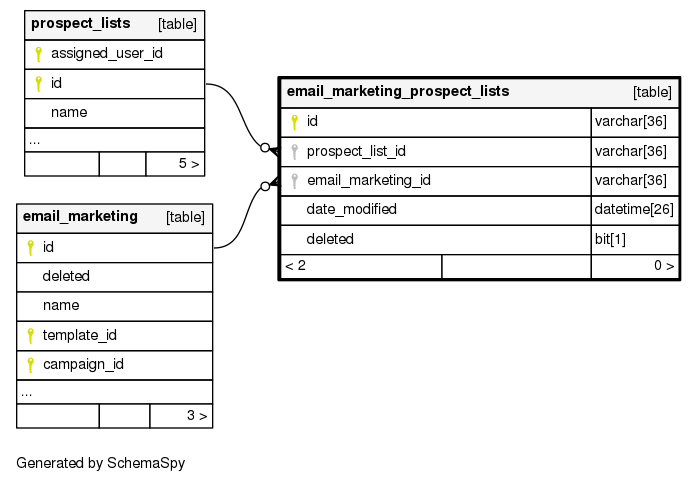 prospect_lists [table]
assigned_user_id
id
name
...
5 >
email_marketing_prospect_lists [table]
id varchar[36]
prospect_list_id varchar[36]
email_marketing_id varchar[36]
date_modified datetime[26]
deleted bit[1]
< 2 0 >
email_marketing [table]
id
deleted
name
template_id
campaign_id
...
3 >
Generated by SchemaSpy